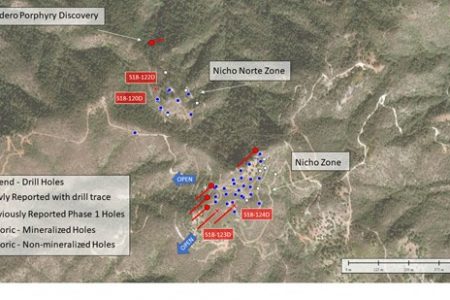 dero Porphyry Discovery
S18-122D
Nicho Norte Zone
S18-120D
Nicho Zone
OPEN
end - Drill Holes
ly Reported with drill trace
S18-124D
viously Reported Phase 1 Holes
oric - Mineralized Holes
S18-123D
OPEN
oric - Non-mineralized Holes